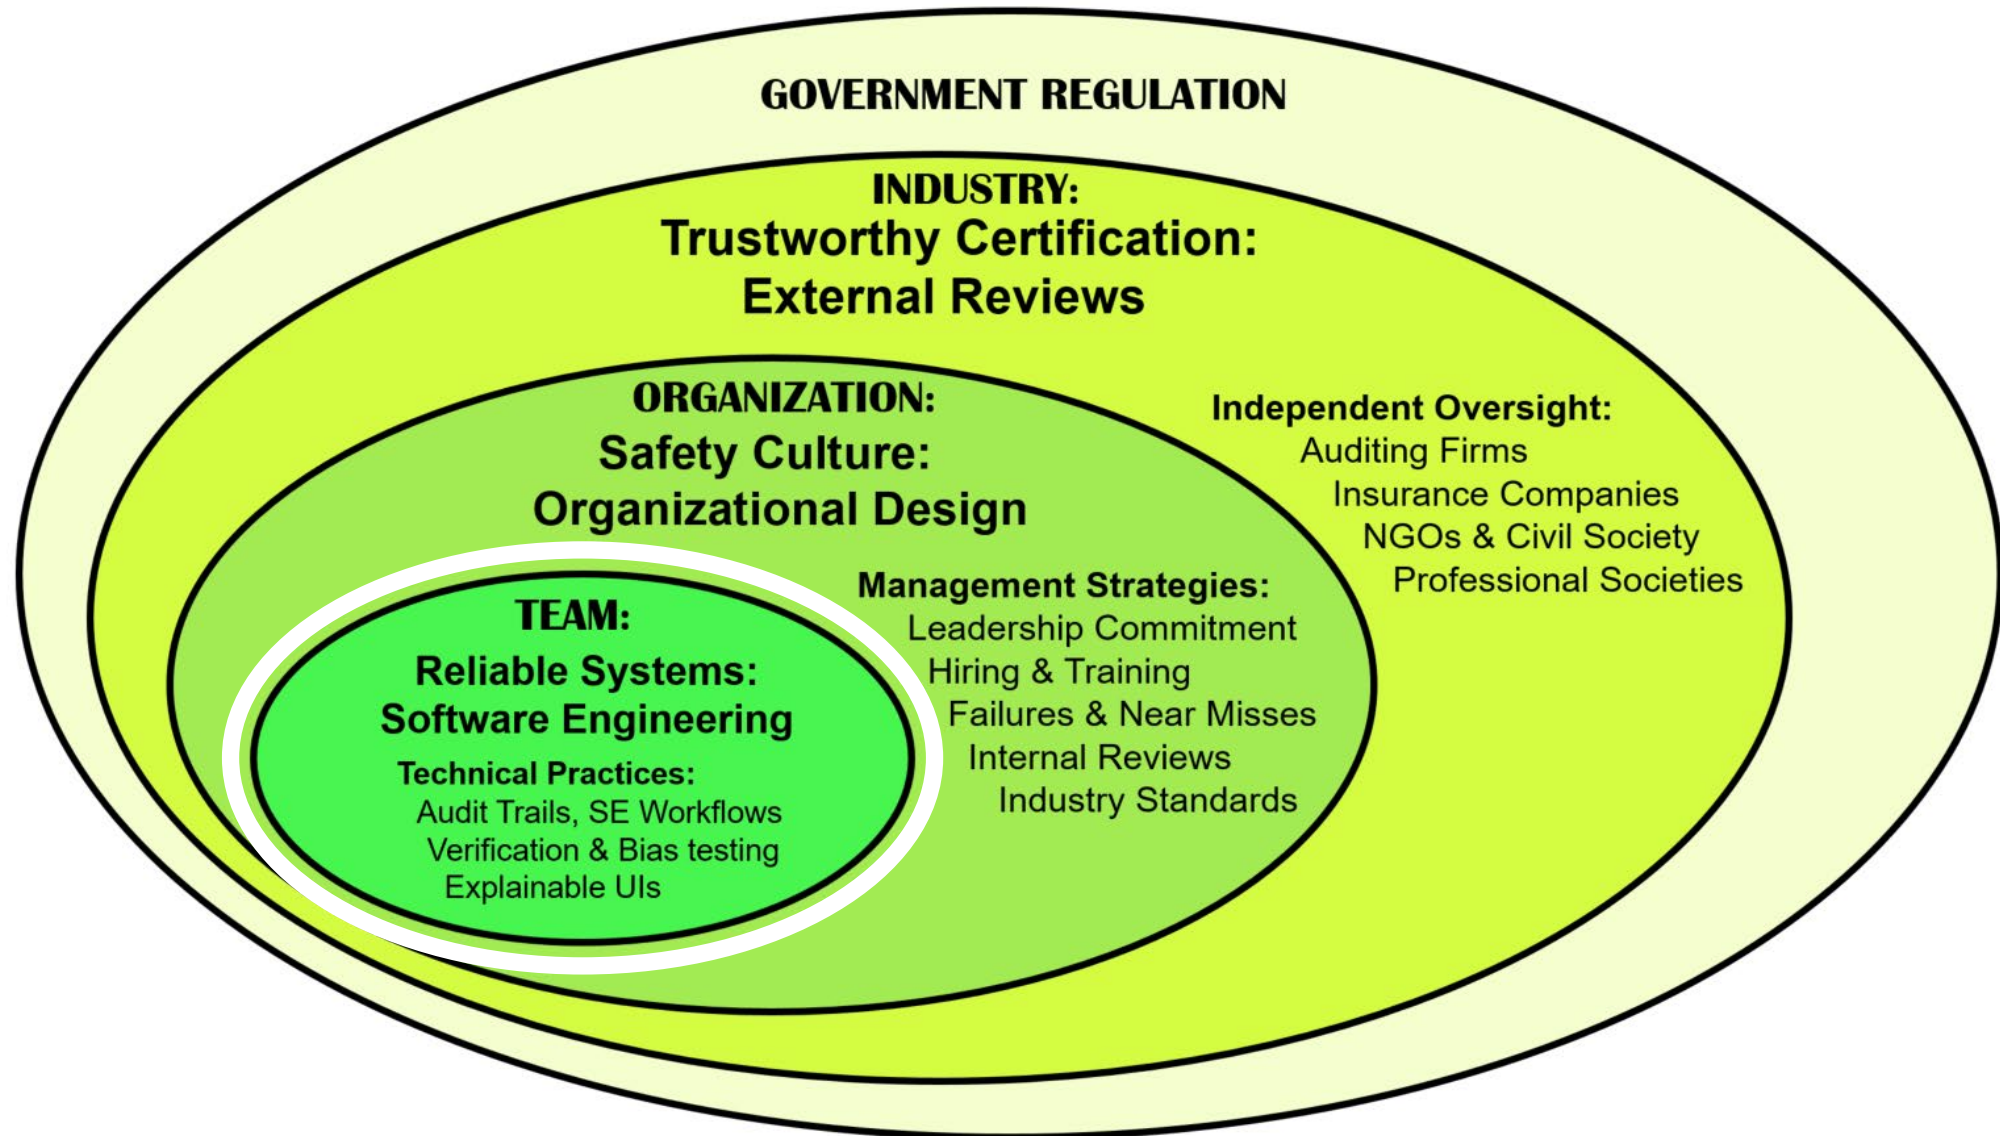 GOVERNMENT REGULATION
INDUSTRY:
Trustworthy Certification:
External Reviews
ORGANIZATION:
Safety Culture:
Organizational Design
Independent Oversight:
Auditing Firms
Insurance Companies
NGOs & Civil Society
Professional Societies
Management Strategies:
Leadership Commitment
Hiring & Training
Failures & Near Misses
Internal Reviews
Industry Standards
TEAM:
Reliable Systems:
Software Engineering
Technical Practices:
Audit Trails, SE Workflows
Verification & Bias testing
Explainable UIs